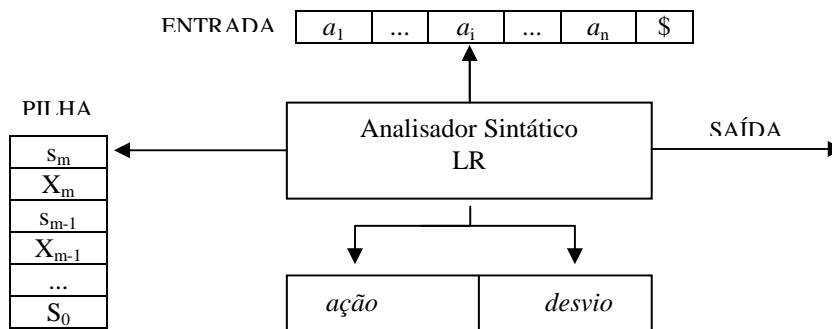 ENTRADA a1 ... ai ... an $
PILHA
Analisador Sintático
LR
SAÍDA
sm
Xm
sm-1
Xm-1
...
S0
ação desvio